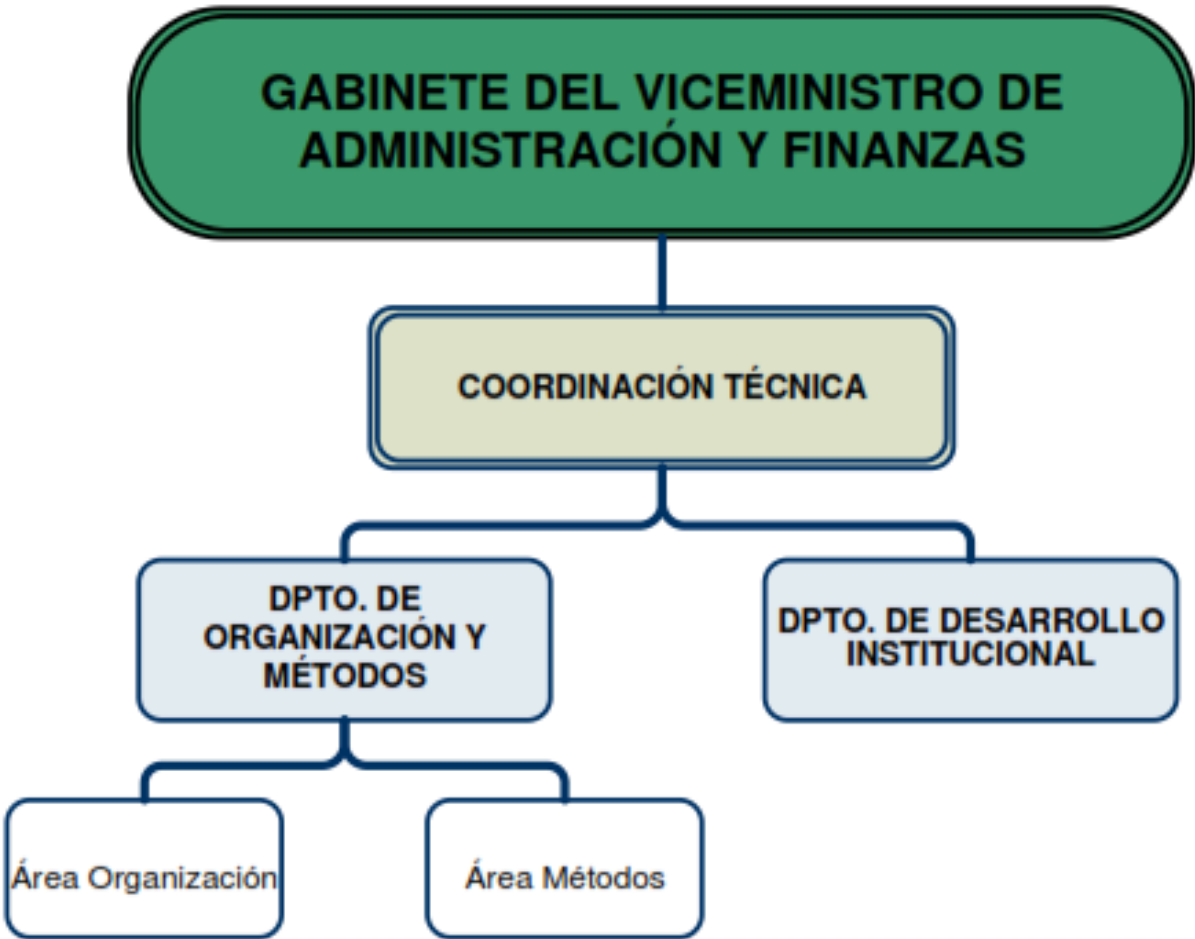 GABINETE DEL VICEMINISTRO DE
ADMINISTRACIÓN Y FINANZAS
COORDINACIÓN TÉCNICA
DPTO. DE
ORGANIZACIÓN Y
MÉTODOS
DPTO. DE DESARROLLO
INSTITUCIONAL
Área Organización
Área Métodos